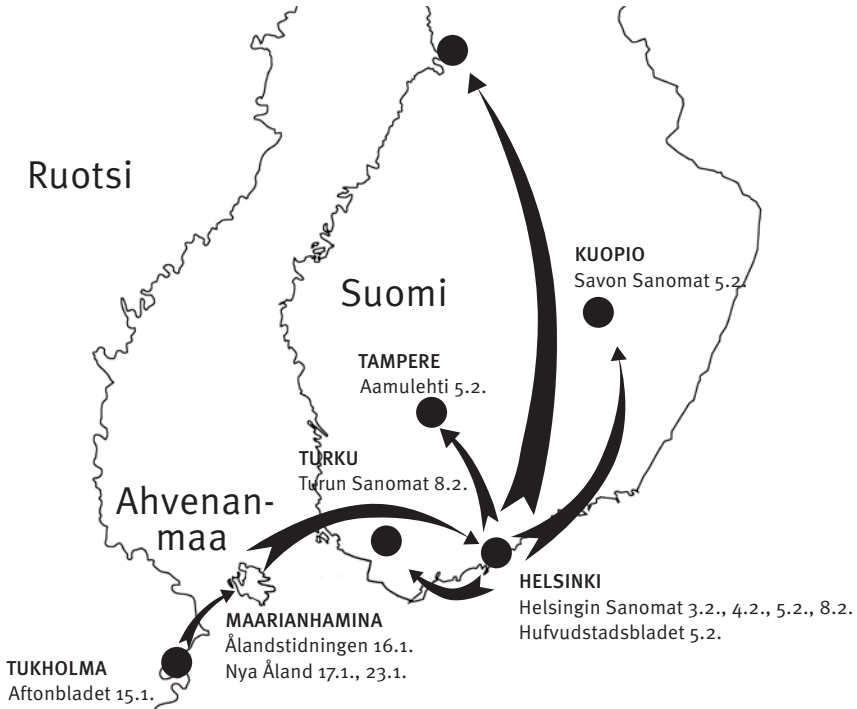 Ruotsi
KUOPIO
Savon Sanomat 5.2.
Suomi
TAMPERE
Aamulehti 5.2.
TURKU
Turun Sanomat 8.2.
Ahvenan-
maa
HELSINKI
Helsingin Sanomat 3.2., 4.2., 5.2., 8.2.
Hufvudstadsbladet 5.2.
MAARIANHAMINA
Ålandstidningen 16.1.
Nya Åland 17.1., 23.1.
TUKHOLMA
Aftonbladet 15.1.